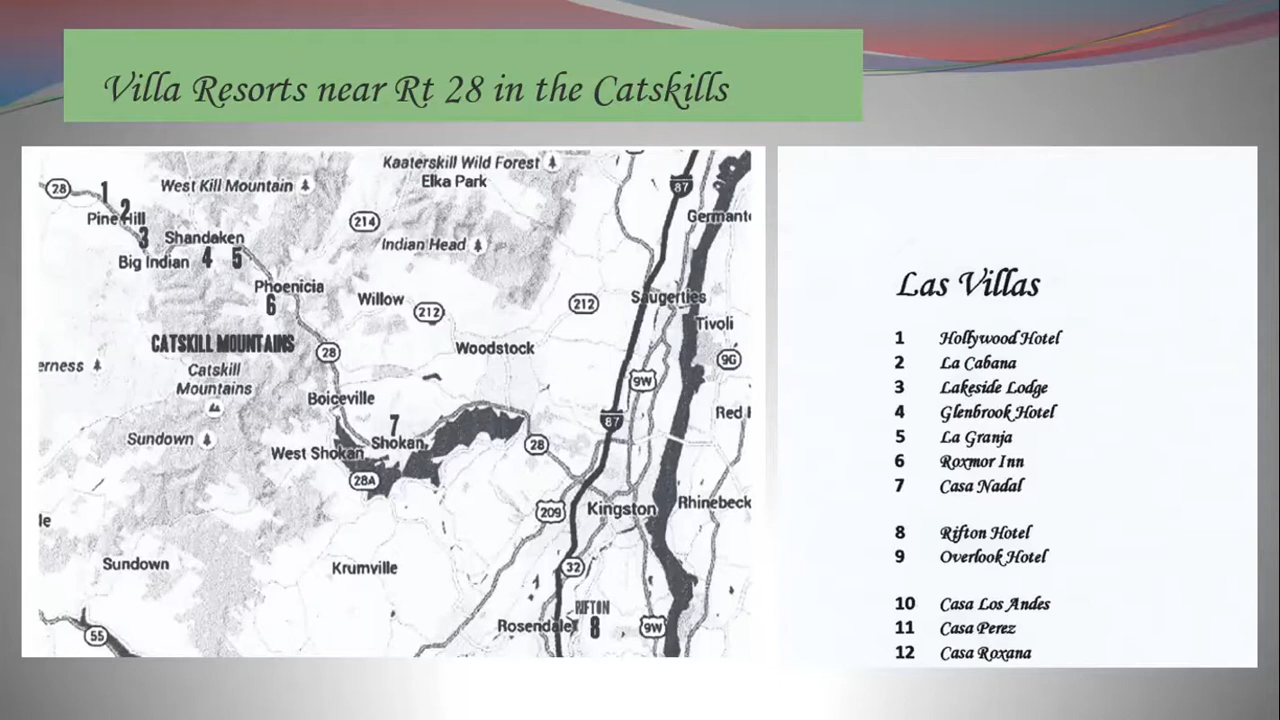 Villa Resorts near Rt 28 in the Catskills
Kaaterskill Wild Forest
Elka Park
West Kill Mountain
87
28
1
2
Pine Hill
3
Germant
214
Shandaken
Indian Head
Big Indian
4
5
Phoenicia
6
Willow
212
212
Saugerties
Tivoli
CATSKILL MOUNTAINS
Catskill
Mountains
28
Woodstock
9G
erness
9W
Boiceville
87
Red
7
Sundown
Shokan
West Shokan
28
28A
209
Kingston
Rhinebeck
le
Sundown
Krumville
32
RIFTON
Rosendale
8
9W
55
Las Villas
1 Hollywood Hotel
2 La Cabana
3 Lakeside Lodge
4 Glenbrook Hotel
5 La Granja
6 Roxmor Inn
7 Casa Nadal
8 Rifton Hotel
9 Overlook Hotel
10 Casa Los Andes
11 Casa Perez
12 Casa Roxana